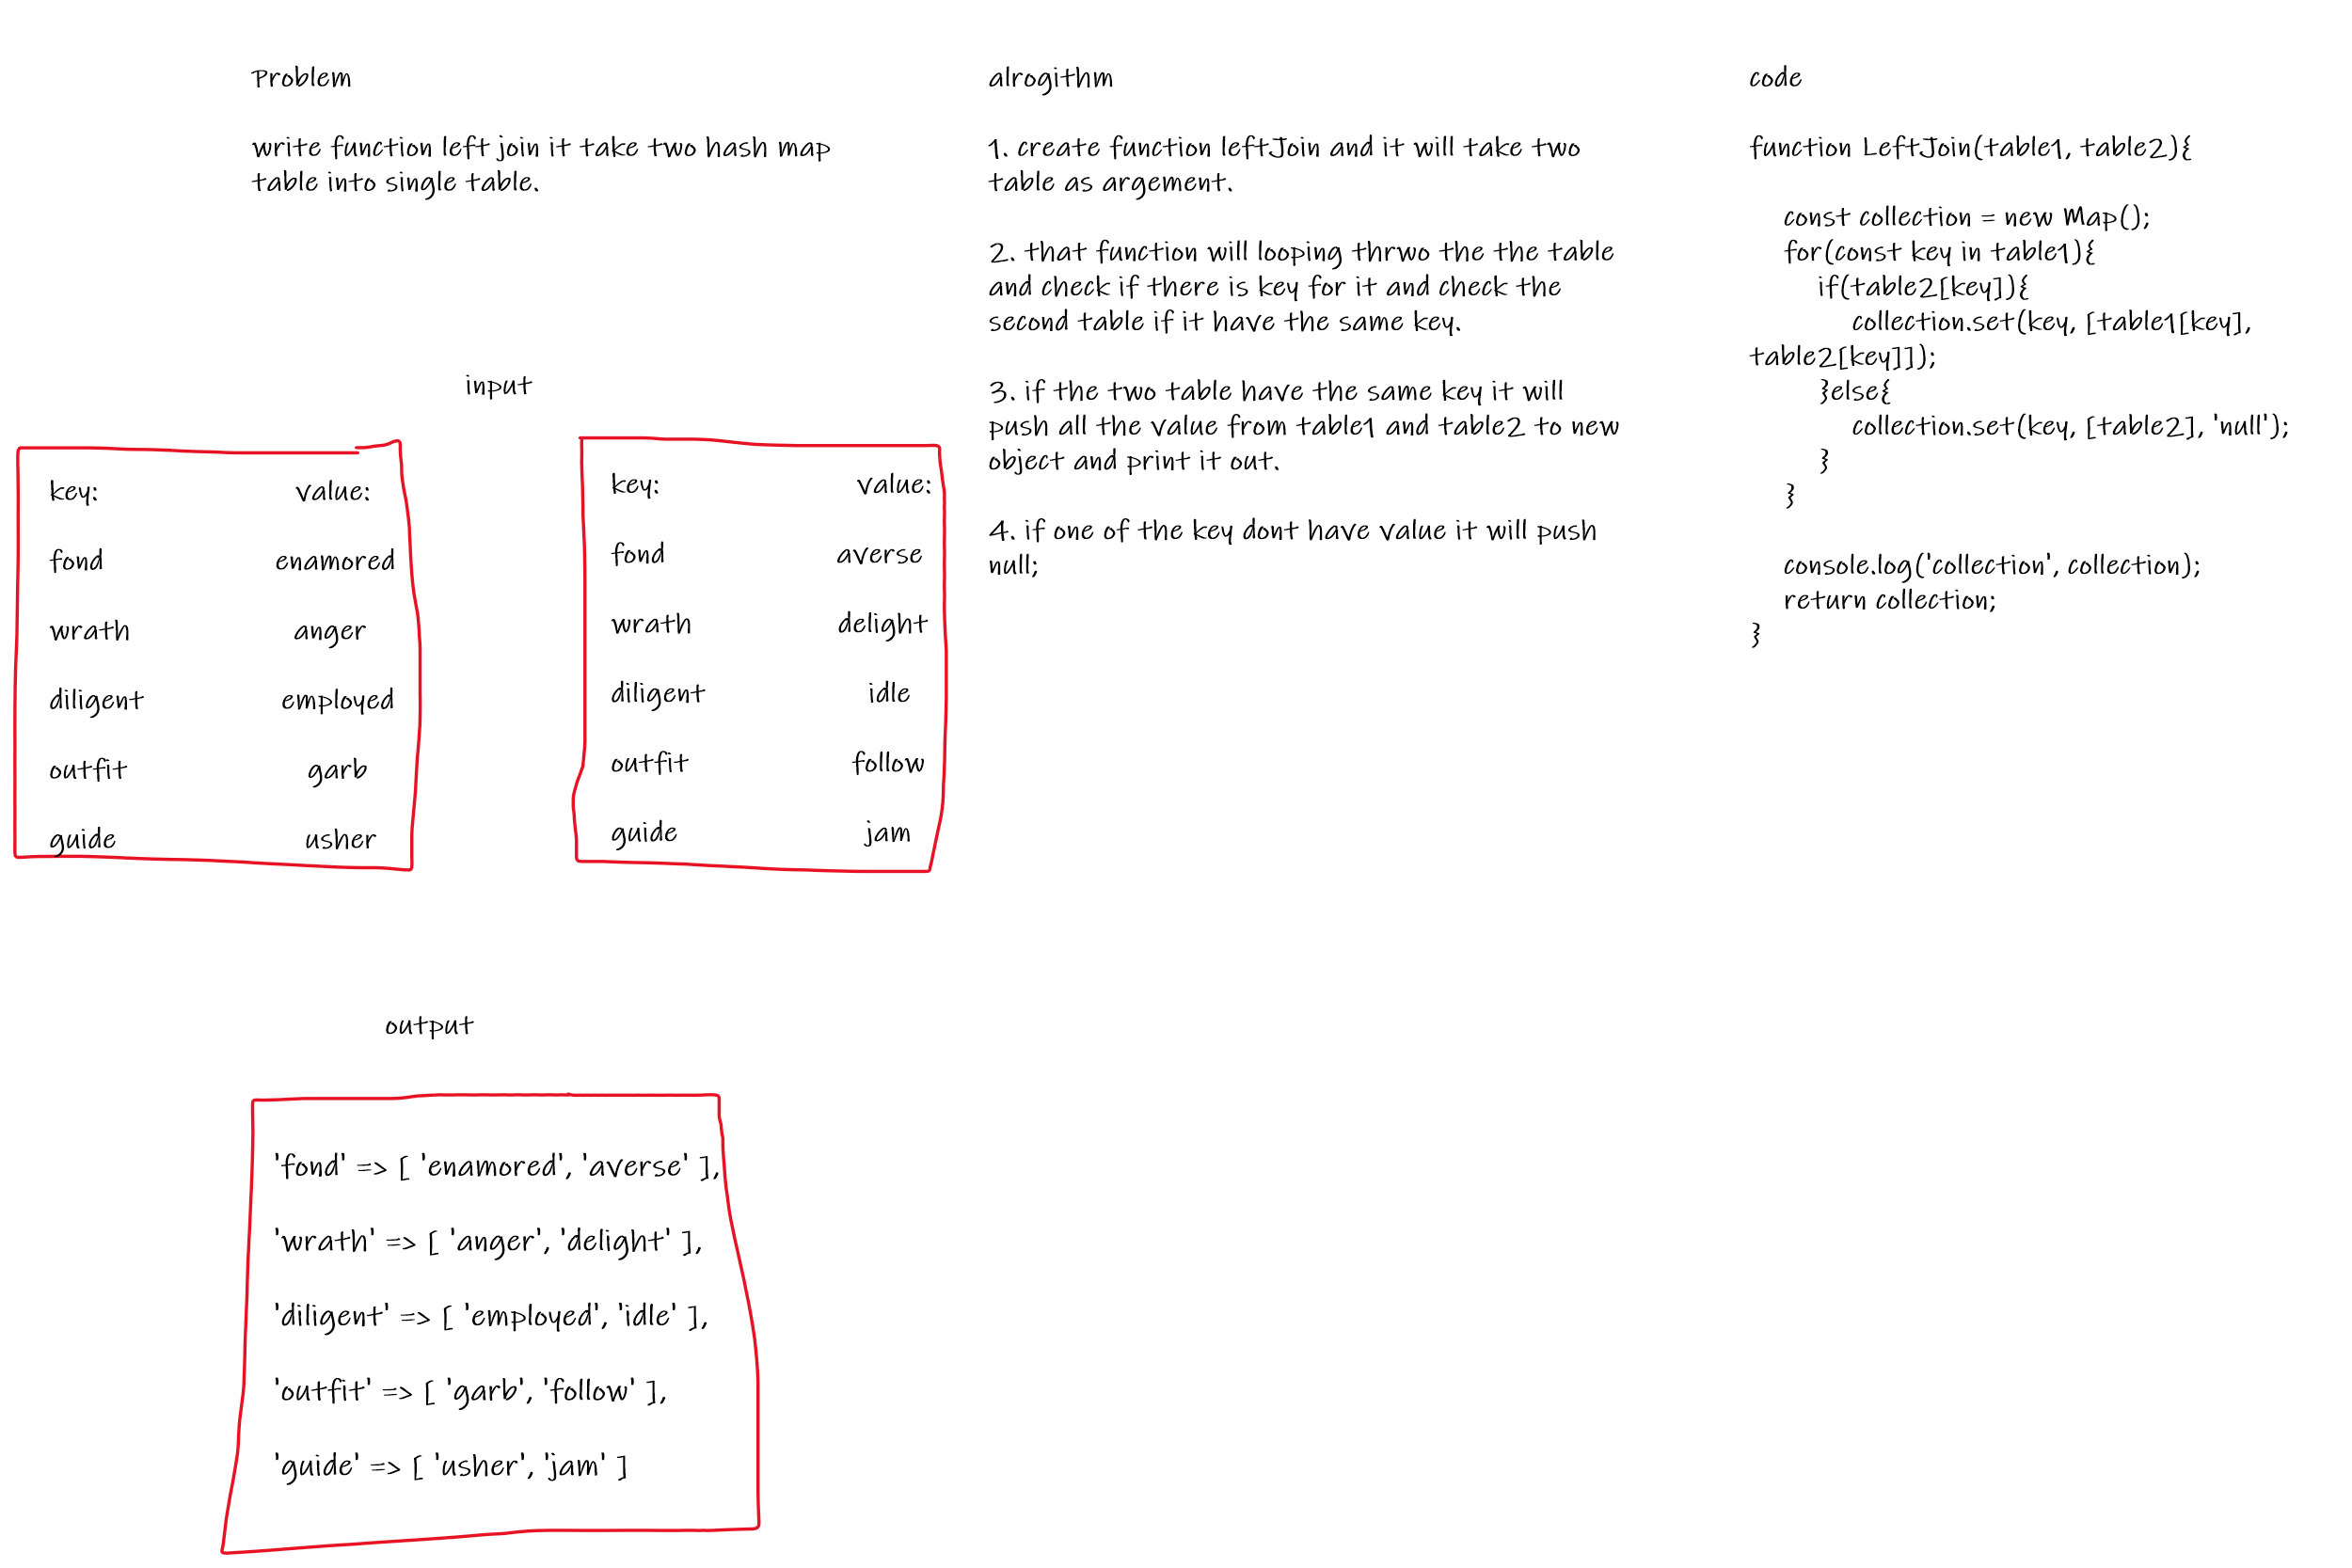 Problem
write function left join it take two hash map
table into single table.
input
key: value:
fond enamored
wrath anger
diligent employed
outfit garb
guide usher
key: value:
fond averse
wrath delight
diligent idle
outfit follow
guide jam
output
'fond' => [ 'enamored', 'averse' ],
'wrath' => [ 'anger', 'delight' ],
'diligent' => [ 'employed', 'idle' ],
'outfit' => [ 'garb', 'follow' ],
'guide' => [ 'usher', 'jam' ]
alrogithm
1. create function leftJoin and it will take two
table as argement.
2. that function will looping thrwo the the table
and check if there is key for it and check the
second table if it have the same key.
3. if the two table have the same key it will
push all the value from table1 and table2 to new
object and print it out.
4. if one of the key dont have value it will push
null;
code
function LeftJoin(table1, table2){
const collection = new Map();
for(const key in table1){
if(table2[key]){
collection.set(key, [table1[key],
table2[key]]);
}else{
collection.set(key, [table2], 'null');
}
}
console.log('collection', collection);
return collection;
}